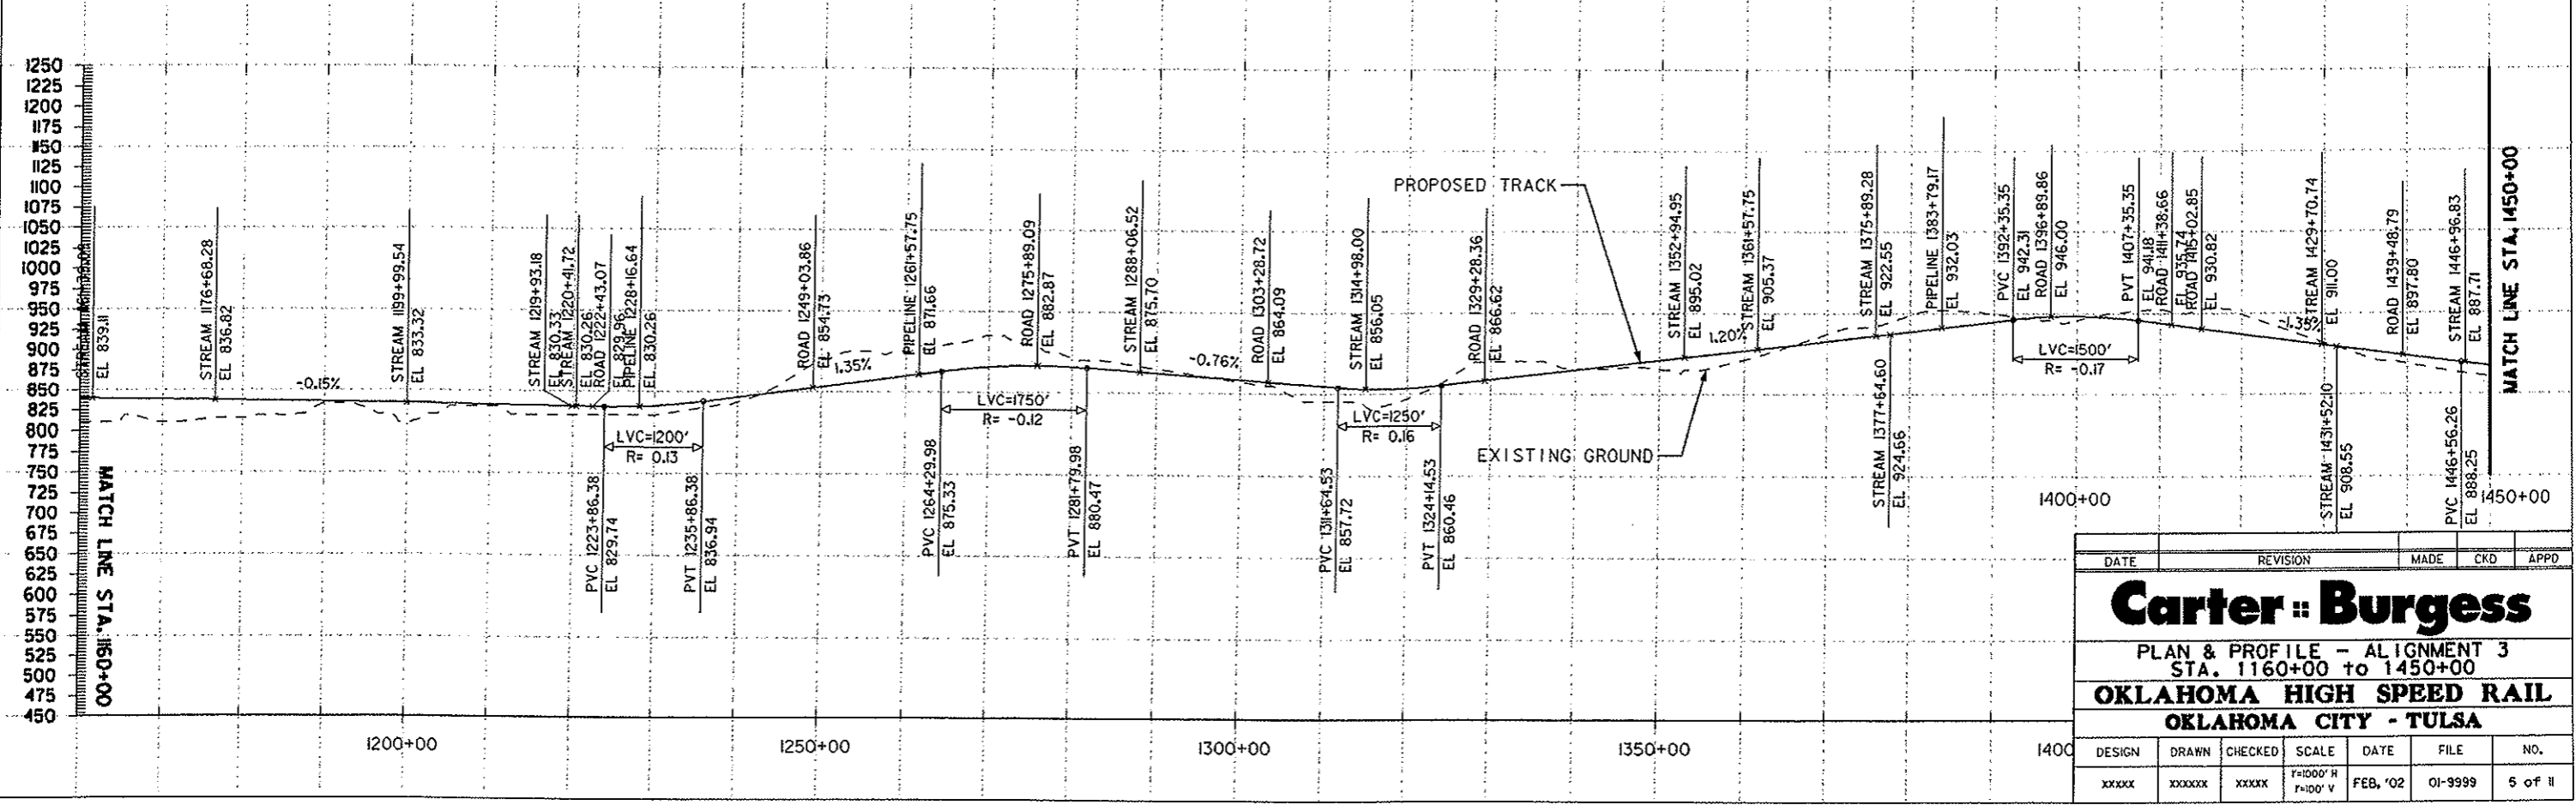 1250
1225
1200
1175
1150
1125
1100
1075
1050
1025
1000
975
950
925
900
875
850
825
800
775
750
725
700
675
650
625
600
575
550
525
500
475
450
MATCH LINE STA. 1160+00
EL 839.11
STREAM 1176+68.28
EL 836.82
-0.15%
STREAM 1199+99.54
EL 833.32
STREAM 1219+93.18
EL 830.33
STREAM 1220+41.72
EL 830.26
ROAD 1222+43.07
EL 829.96
PIPELINE 1228+16.64
EL 830.26
LVC=1200'
R= 0.13
PVC 1223+86.38
EL 829.74
PVT 1235+86.38
EL 836.94
ROAD 1249+03.86
EL 854.73
1.35%
PIPELINE 1261+57.75
EL 871.66
PVC 1264+29.98
EL 875.33
LVC=1750'
R= -0.12
ROAD 1275+89.09
EL 882.87
PVT 1281+79.98
EL 880.47
STREAM 1288+06.52
EL 875.70
-0.76%
ROAD 1303+28.72
EL 864.09
PVC 1311+64.53
EL 857.72
STREAM 1314+98.00
EL 856.05
LVC=1250'
R= 0.16
PVT 1324+14.53
EL 860.46
ROAD 1329+28.36
EL 866.62
PROPOSED TRACK
EXISTING GROUND
STREAM 1352+94.95
EL 895.02
1.20%
STREAM 1361+57.75
EL 905.37
STREAM 1375+89.28
EL 922.55
STREAM 1377+64.60
EL 924.66
PIPELINE 1383+79.17
EL 932.03
PVC 1392+35.35
EL 942.31
ROAD 1396+89.86
EL 946.00
LVC=1500'
R= -0.17
PVT 1407+35.35
EL 941.18
ROAD 1411+38.66
EL 935.74
ROAD 1415+02.85
EL 930.82
1.35%
STREAM 1429+70.74
EL 911.00
STREAM 1431+52.10
EL 908.55
ROAD 1439+48.79
EL 897.80
PVC 1446+56.26
EL 888.25
STREAM 1446+96.83
EL 887.71
MATCH LINE STA. 1450+00
1400+00
1450+00
1200+00
1250+00
1300+00
1350+00
1400
DATE REVISION MADE CKD APPD
Carter :: Burgess
PLAN & PROFILE - ALIGNMENT 3
STA. 1160+00 to 1450+00
OKLAHOMA HIGH SPEED RAIL
OKLAHOMA CITY - TULSA
DESIGN DRAWN CHECKED SCALE DATE FILE NO.
XXXXX XXXXXX XXXXX 1"=1000' H FEB. '02 01-9999 5 of 11
1"=100' V